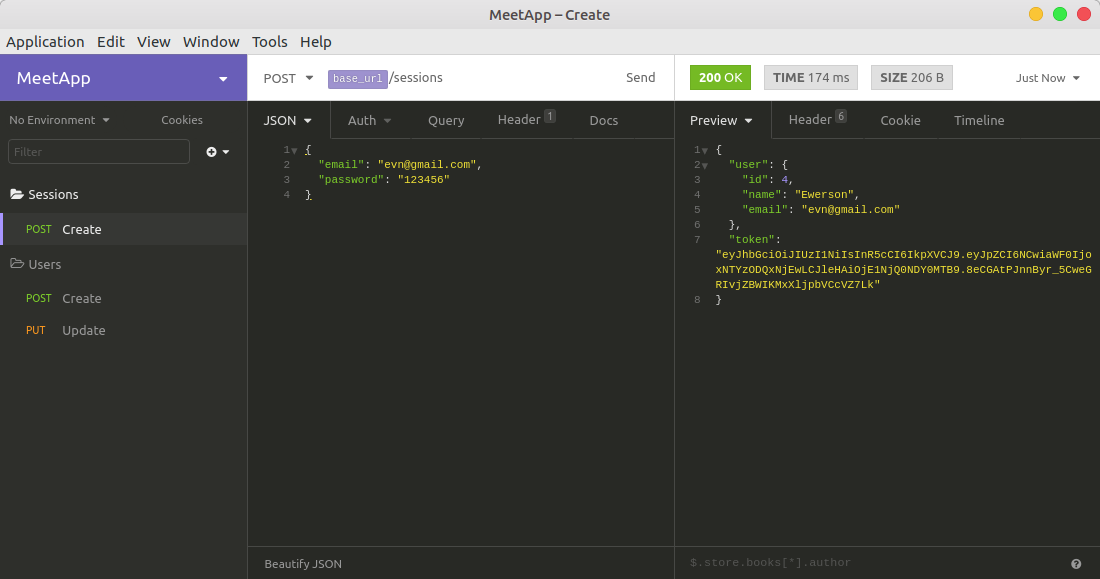 MeetApp – Create
Application Edit View Window Tools Help
MeetApp
POST base_url/sessions Send
200 OK TIME 174 ms SIZE 206 B Just Now
No Environment Cookies
JSON Auth Query Header 1 Docs
Preview Header 6 Cookie Timeline
Filter
Sessions
POST Create
Users
POST Create
PUT Update
1 {
2 "email": "evn@gmail.com",
3 "password": "123456"
4 }
1 {
2 "user": {
3 "id": 4,
4 "name": "Ewerson",
5 "email": "evn@gmail.com"
6 },
7 "token":
"eyJhbGciOiJIUzI1NiIsInR5cCI6IkpXVCJ9.eyJpZCI6NCwiaWF0Ijo
xNTYzODQxNjEwLCJleHAiOjE1NjQ0NDY0MTB9.8eCGAtPJnnByr_5CweG
RIvjZBWIKMxXljpbVCcVZ7Lk"
8 }
Beautify JSON
$.store.books[*].author